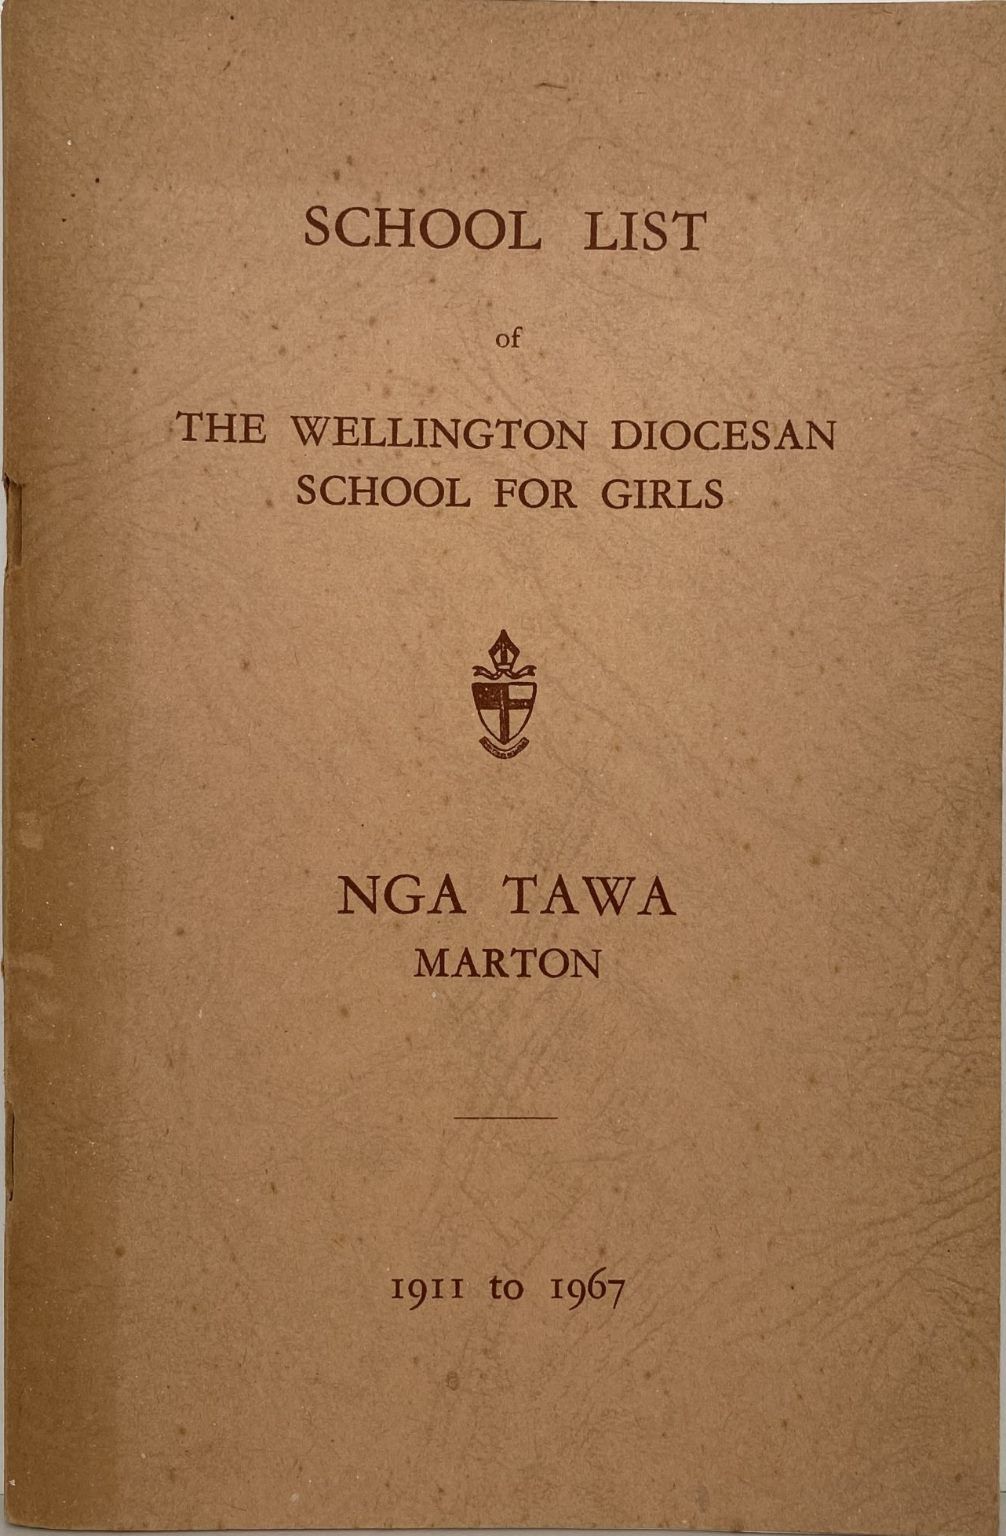 SCHOOL LIST
of
THE WELLINGTON DIOCESAN
SCHOOL FOR GIRLS
NGA TAWA
MARTON
1911 to 1967